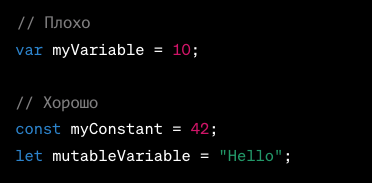 // Плохо
var myVariable = 10;
// Хорошо
const myConstant = 42;
let mutableVariable = "Hello";